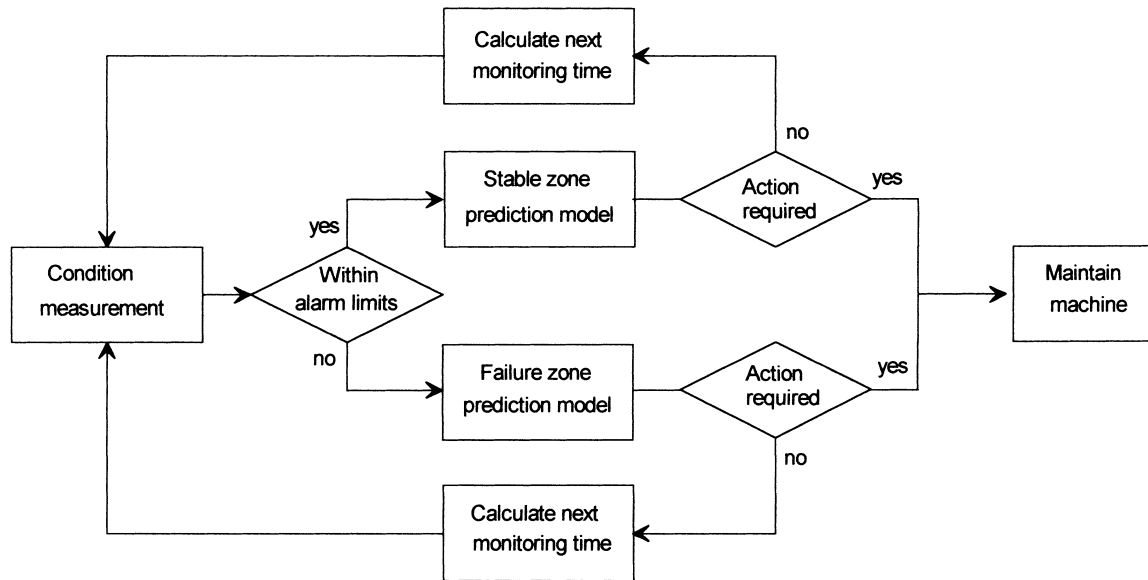 Calculate next
monitoring time
no
Stable zone
prediction model
Action
required
yes
yes
Condition
measurement
Within
alarm limits
Maintain
machine
no
Failure zone
prediction model
Action
required
yes
no
Calculate next
monitoring time